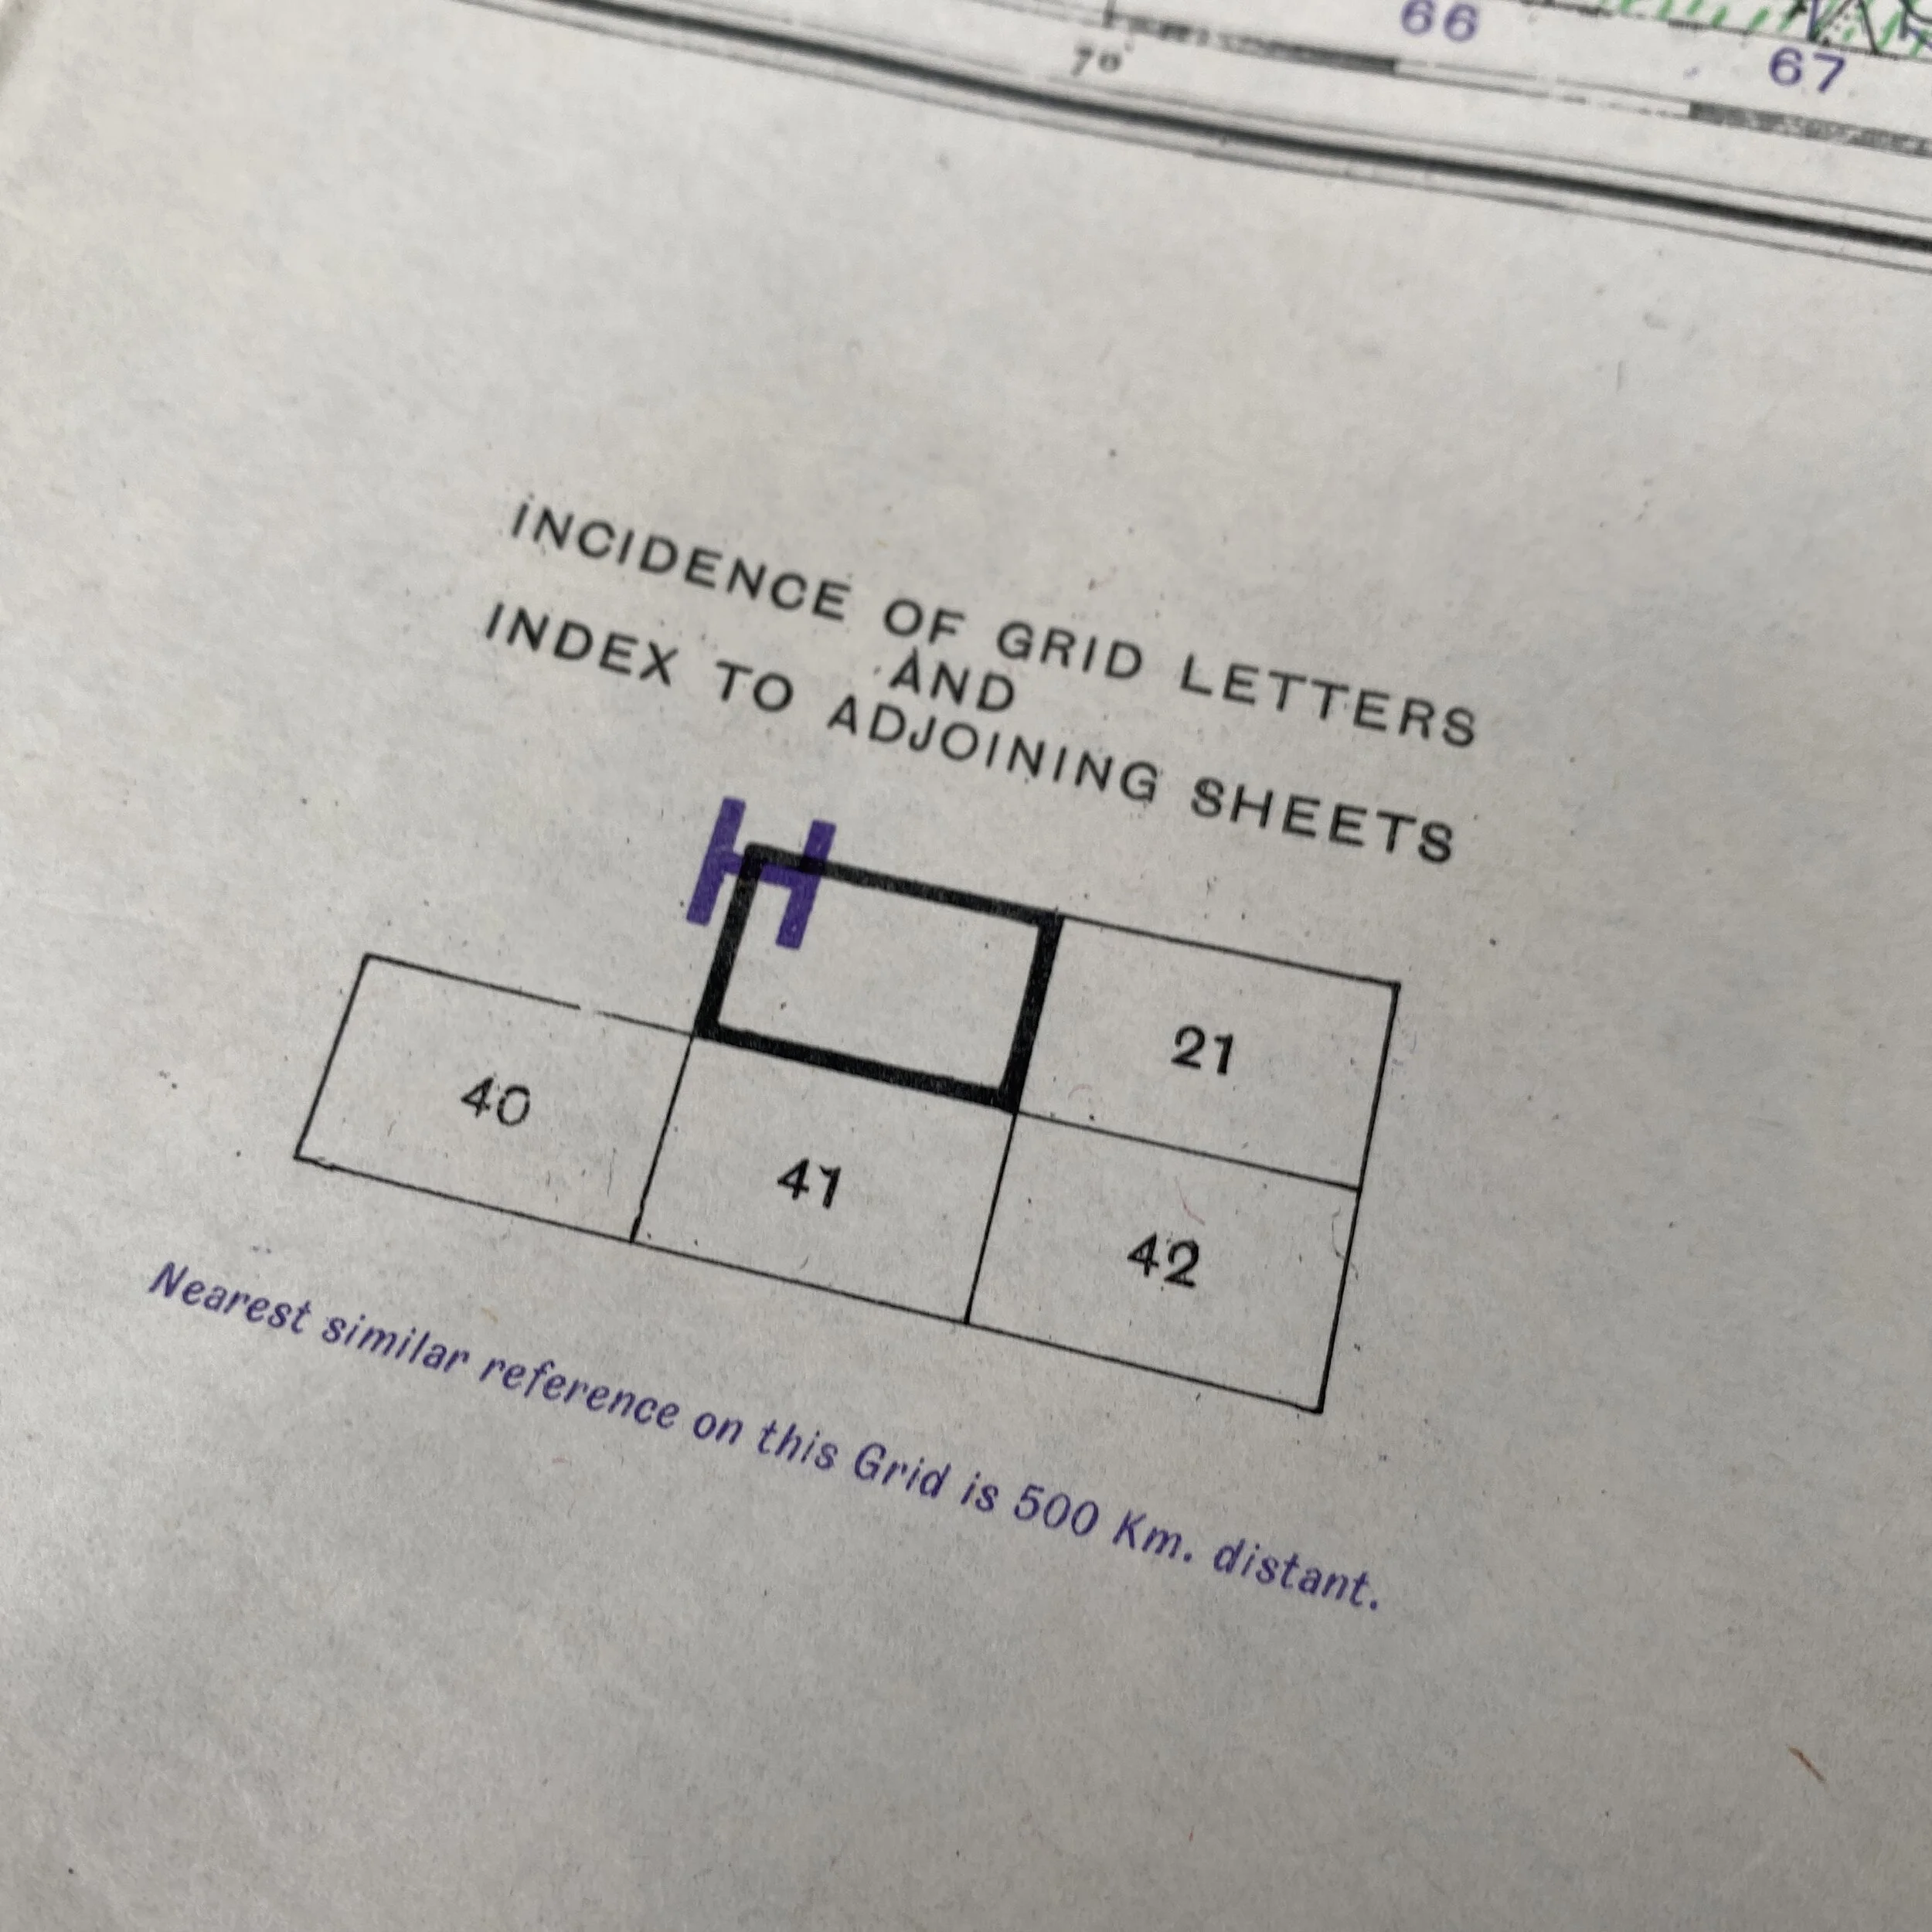 66
67
70'
INCIDENCE OF GRID LETTERS
AND
INDEX TO ADJOINING SHEETS
H
21
40
41
42
Nearest similar reference on this Grid is 500 Km. distant.